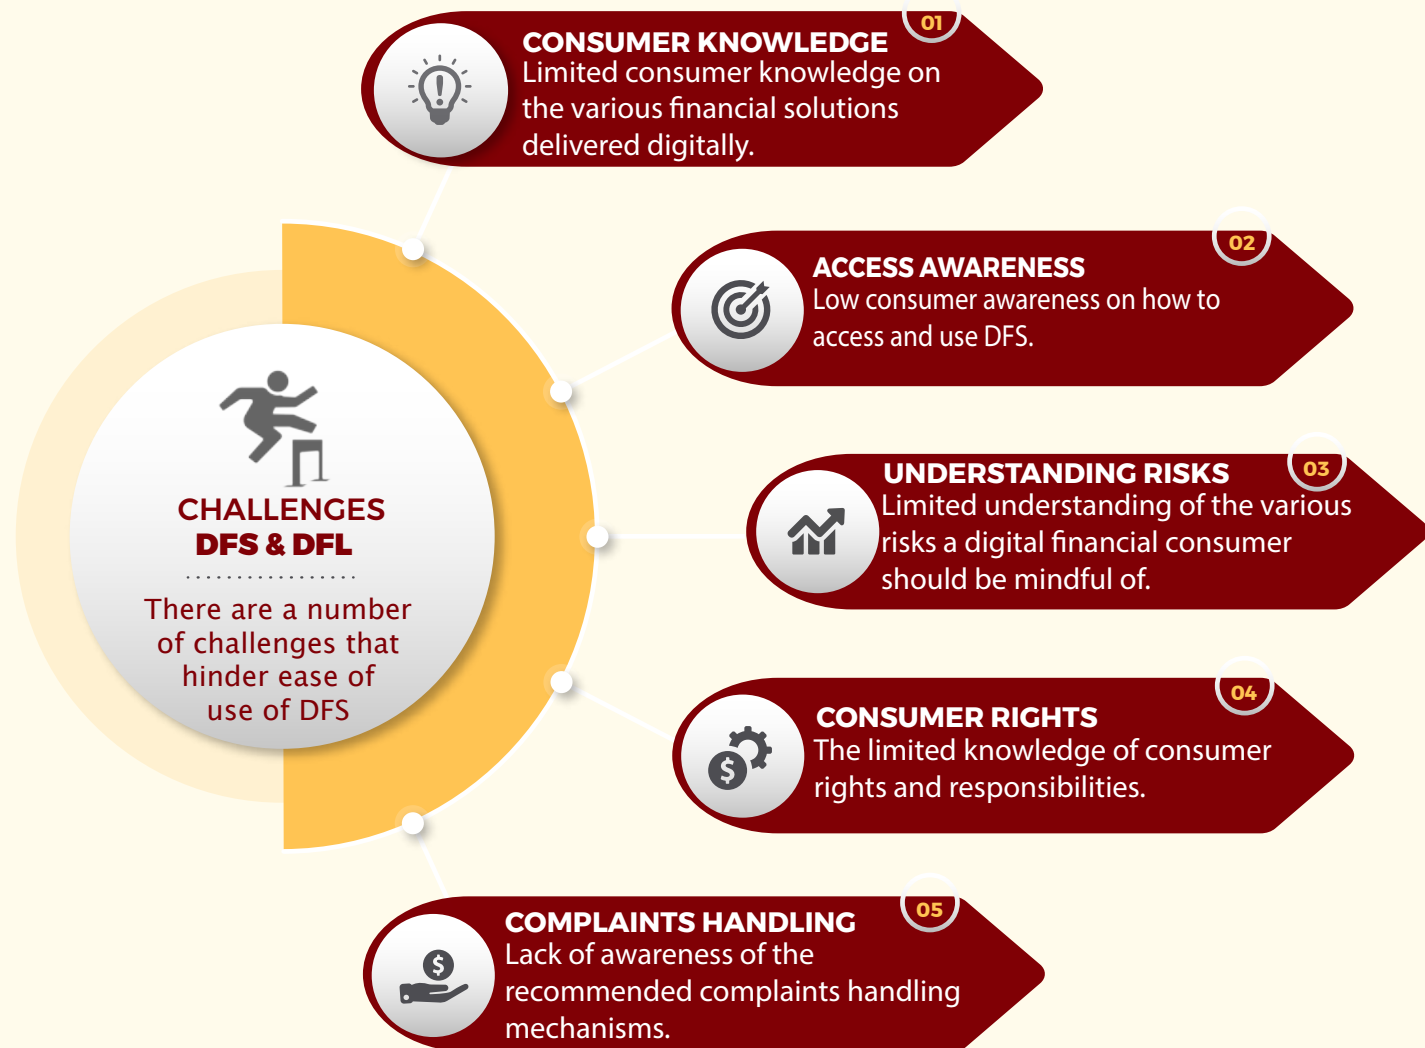 01
CONSUMER KNOWLEDGE
Limited consumer knowledge on
the various financial solutions
delivered digitally.
02
ACCESS AWARENESS
Low consumer awareness on how to
access and use DFS.
CHALLENGES
DFS & DFL
There are a number
of challenges that
hinder ease of
use of DFS
03
UNDERSTANDING RISKS
Limited understanding of the various
risks a digital financial consumer
should be mindful of.
04
CONSUMER RIGHTS
The limited knowledge of consumer
rights and responsibilities.
05
COMPLAINTS HANDLING
Lack of awareness of the
recommended complaints handling
mechanisms.